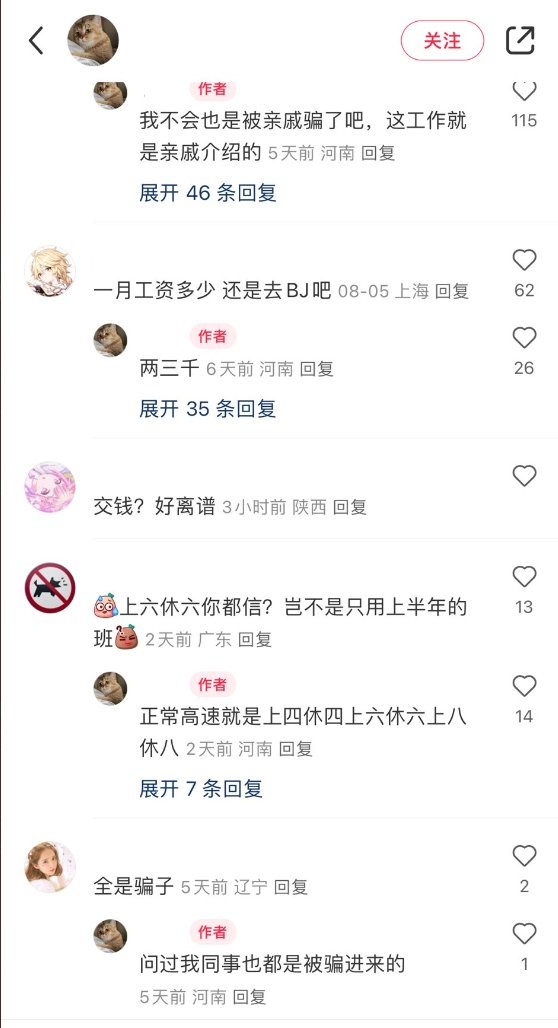 关注
作者
115
我不会也是被亲戚骗了吧，这工作就
是亲戚介绍的 5天前 河南 回复
展开 46 条回复
一月工资多少 还是去BJ吧 08-05 上海 回复
62
作者
两三千 6天前 河南 回复
26
展开 35 条回复
交钱？好离谱 3小时前 陕西 回复
上六休六你都信？岂不是只用上半年的
13
班 2天前 广东 回复
作者
正常高速就是上四休四上六休六上八
14
休八 2天前 河南 回复
展开 7 条回复
全是骗子 5天前 辽宁 回复
2
作者
问过我同事也都是被骗进来的
1
5天前 河南 回复